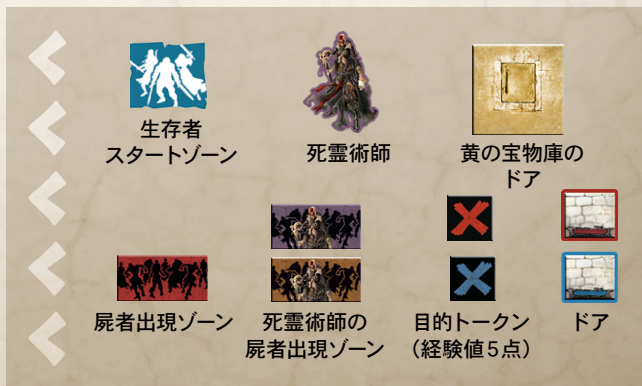 生存者
スタートゾーン
死霊術師
黄の宝物庫の
ドア
屍者出現ゾーン
死霊術師の
屍者出現ゾーン
目的トークン
（経験値5点）
ドア